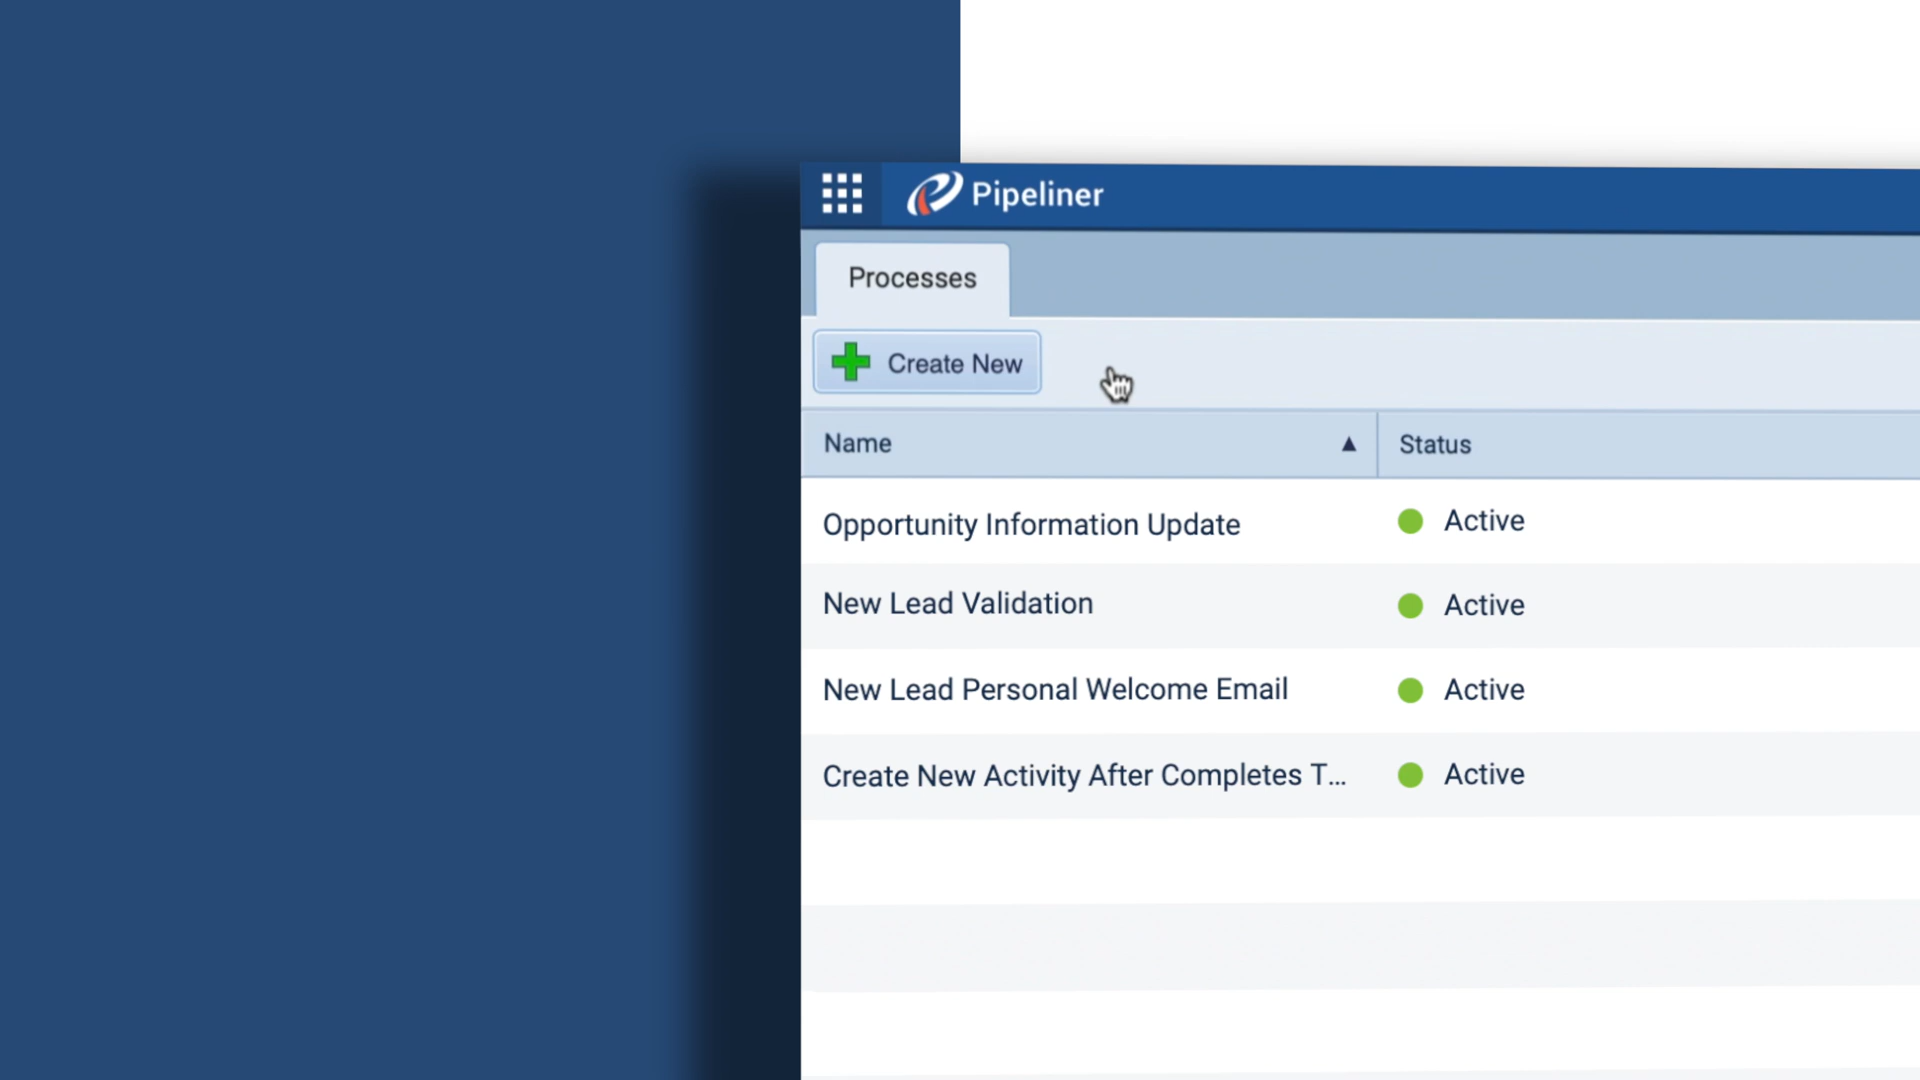 Pipeliner
Processes
Create New
Name ▲ Status
Opportunity Information Update Active
New Lead Validation Active
New Lead Personal Welcome Email Active
Create New Activity After Completes T... Active